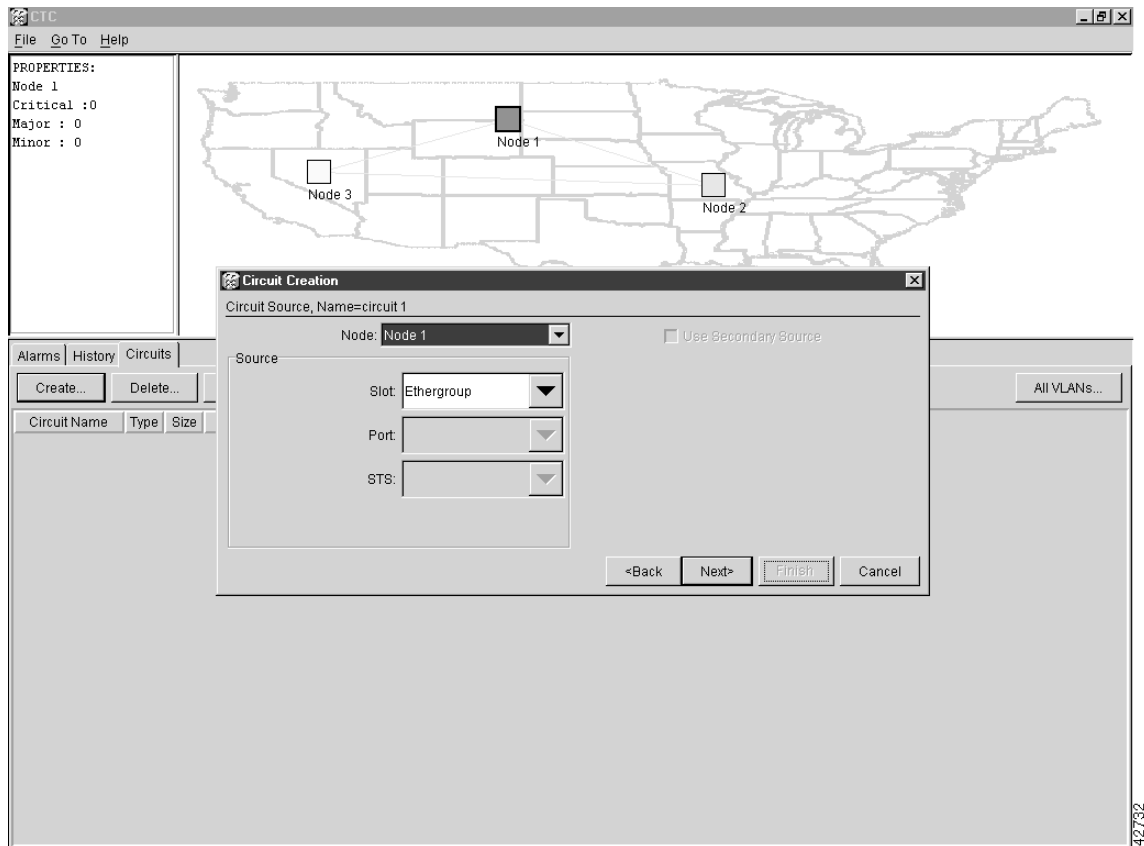 CTC
File Go To Help
PROPERTIES:
Node 1
Critical :0
Major : 0
Minor : 0
Node 1
Node 3
Node 2
Circuit Creation
Circuit Source, Name=circuit 1
Node: Node 1
Use Secondary Source
Source
Slot: Ethergroup
Port:
STS:
<Back Next> Finish Cancel
Alarms History Circuits
Create... Delete... All VLANs...
Circuit Name Type Size
42732